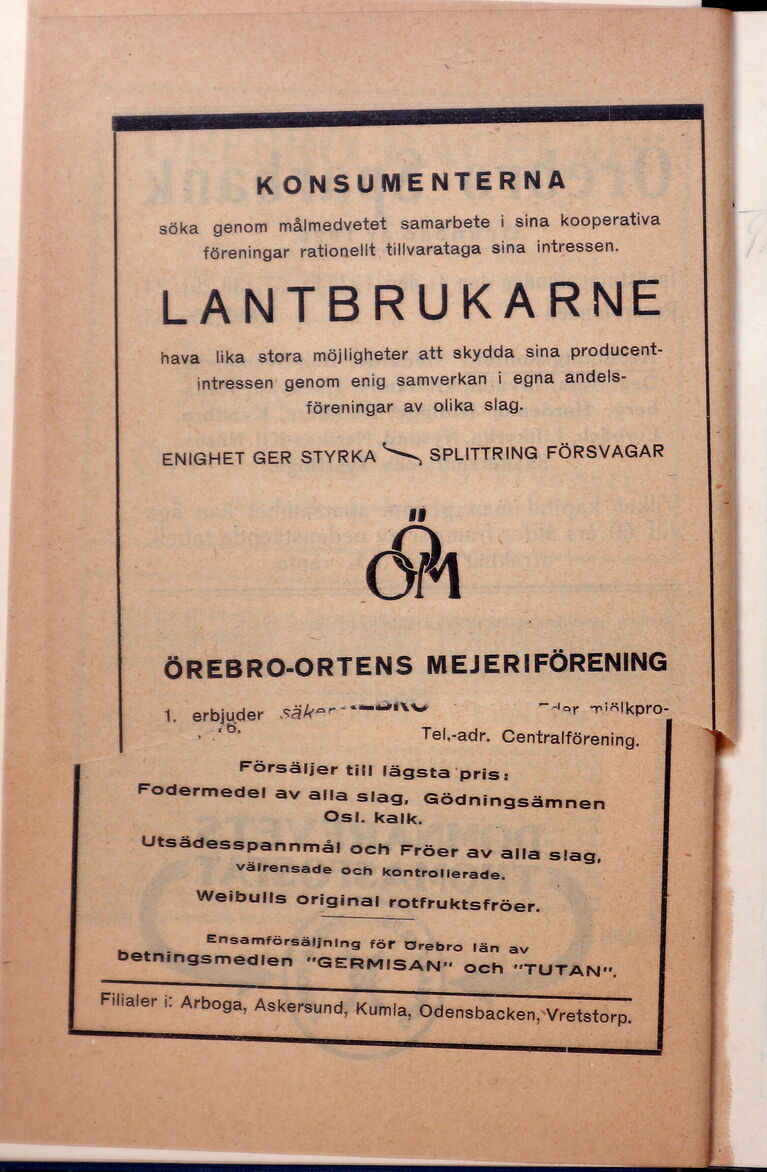 KONSUMENTERNA
söka genom målmedvetet samarbete i sina kooperativa
föreningar rationellt tillvarataga sina intressen.
LANTBRUKARNE
hava lika stora möjligheter att skydda sina producent-
intressen genom enig samverkan i egna andels-
föreningar av olika slag.
ENIGHET GER STYRKA SPLITTRING FÖRSVAGAR
ÖOM
ÖREBRO-ORTENS MEJERIFÖRENING
1. erbjuder mjölkpro-
Tel.-adr. Centralförening.
Försäljer till lägsta pris:
Fodermedel av alla slag, Gödningsämnen
Osl. kalk.
Utsädesspannmål och Fröer av alla slag,
välrensade och kontrollerade.
Weibulls original rotfruktsfröer.
Ensamförsäljning för Örebro län av
betningsmedlen "GERMISAN" och "TUTAN".
Filialer i: Arboga, Askersund, Kumla, Odensbacken, Vretstorp.